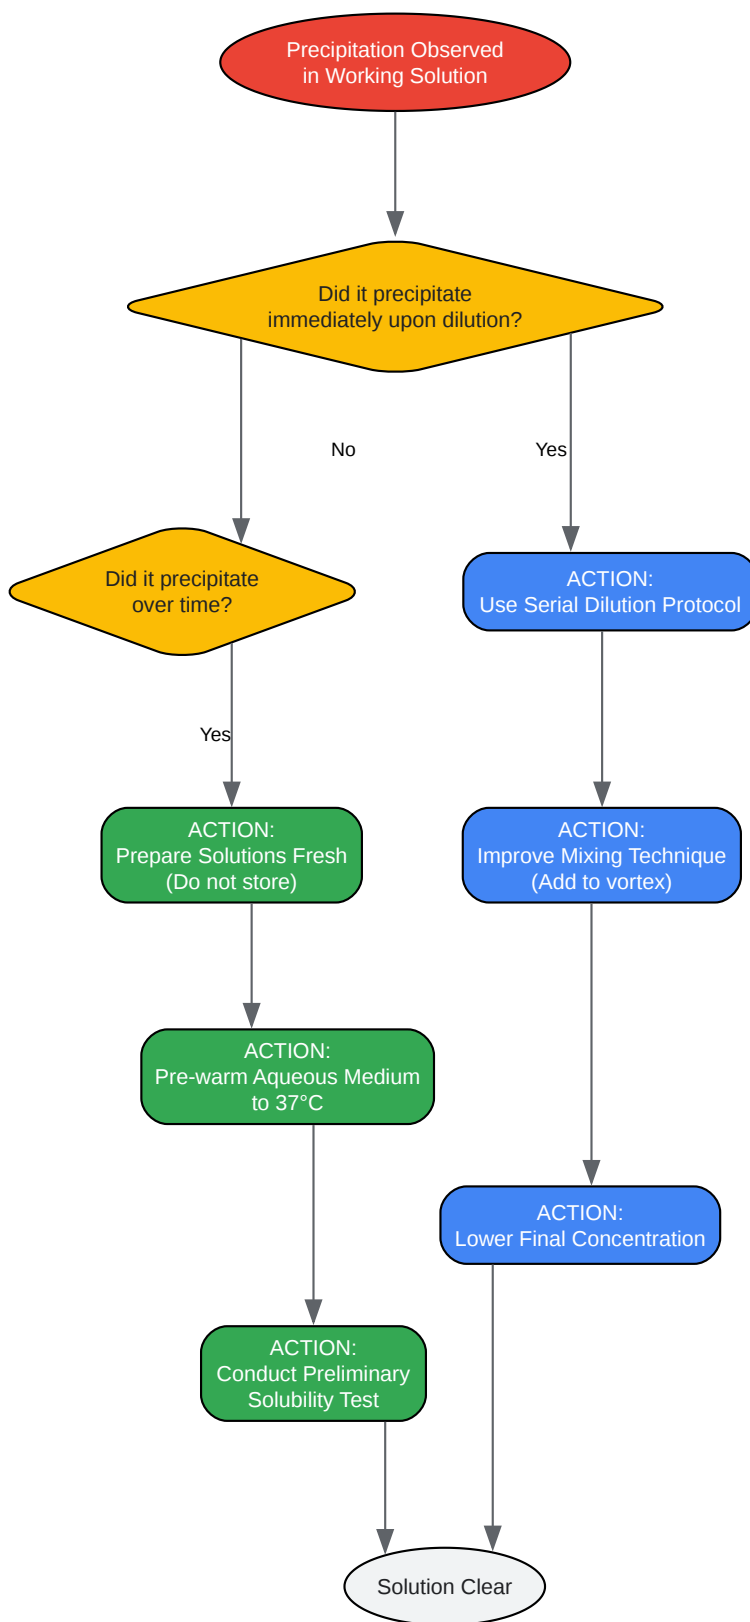 Precipitation Observed
in Working Solution
Did it precipitate
immediately upon dilution?
No
Yes
Did it precipitate
over time?
ACTION:
Use Serial Dilution Protocol
Yes
ACTION:
Prepare Solutions Fresh
(Do not store)
ACTION:
Improve Mixing Technique
(Add to vortex)
ACTION:
Pre-warm Aqueous Medium
to 37°C
ACTION:
Lower Final Concentration
ACTION:
Conduct Preliminary
Solubility Test
Solution Clear